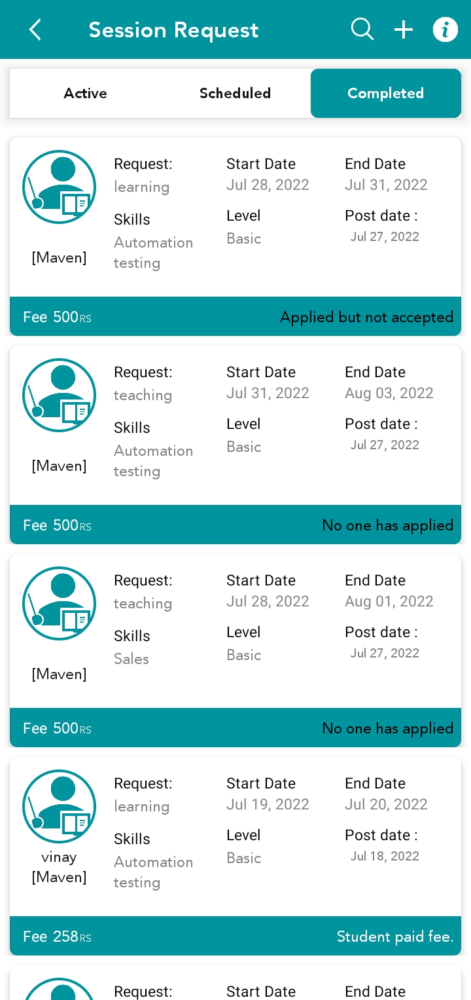 Session Request
Active Scheduled Completed
Request: Start Date End Date
learning Jul 28, 2022 Jul 31, 2022
Skills Level Post date :
Automation Basic Jul 27, 2022
testing
[Maven]
Fee 500RS Applied but not accepted
Request: Start Date End Date
teaching Jul 31, 2022 Aug 03, 2022
Skills Level Post date :
Automation Basic Jul 27, 2022
testing
[Maven]
Fee 500RS No one has applied
Request: Start Date End Date
teaching Jul 28, 2022 Aug 01, 2022
Skills Level Post date :
Sales Basic Jul 27, 2022
[Maven]
Fee 500RS No one has applied
Request: Start Date End Date
learning Jul 19, 2022 Jul 20, 2022
Skills Level Post date :
Automation Basic Jul 18, 2022
testing
vinay
[Maven]
Fee 258RS Student paid fee.
Request: Start Date End Date